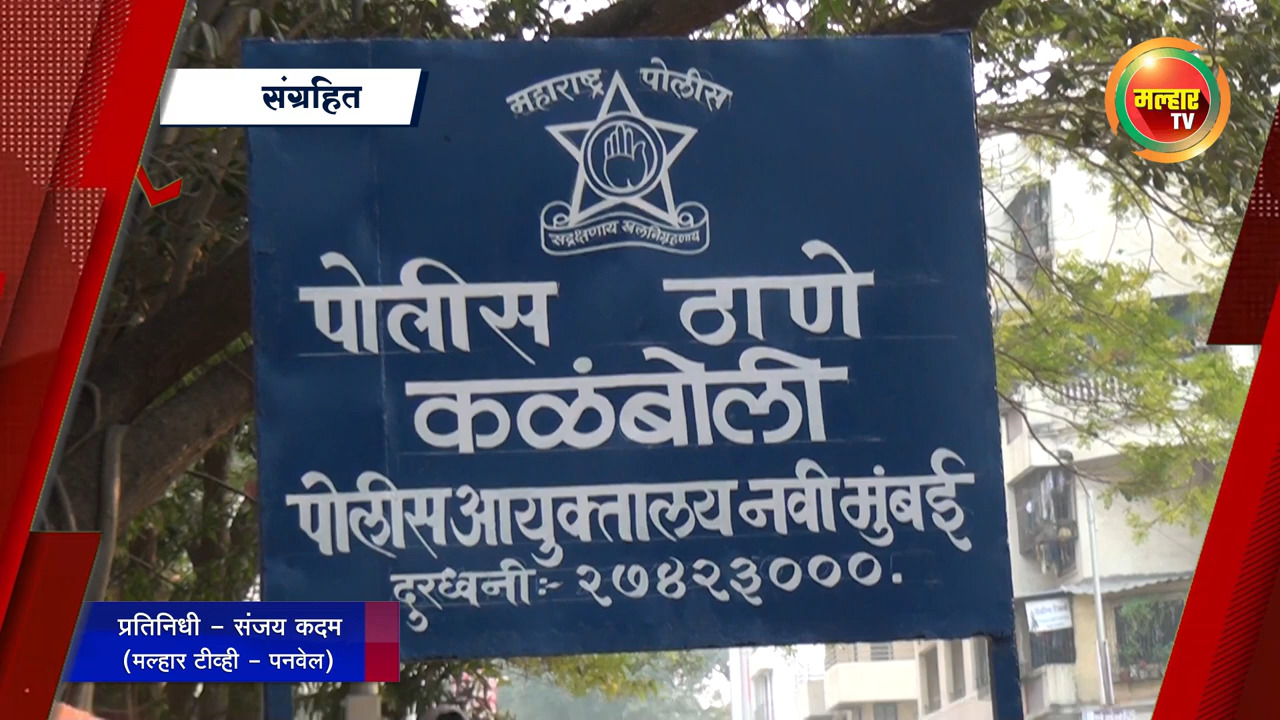 संग्रहित
मल्हार
TV
महाराष्ट्र पोलीस
सद्रक्षणाय खलनिग्रहणाय
पोलीस ठाणे
कळंबोली
पोलीस आयुक्तालय नवी मुंबई
दुरध्वनी:- २७४२३०००.
प्रतिनिधी - संजय कदम
(मल्हार टीव्ही - पनवेल)